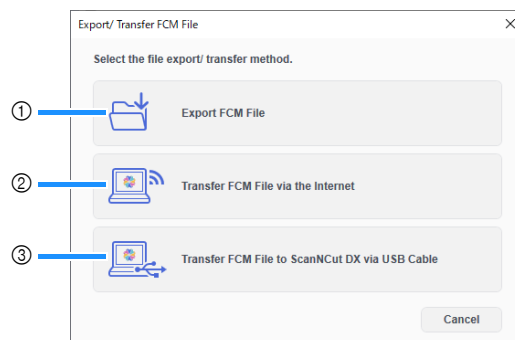 Export/ Transfer FCM File
Select the file export/ transfer method.
① Export FCM File
② Transfer FCM File via the Internet
③ Transfer FCM File to ScanNCut DX via USB Cable
Cancel